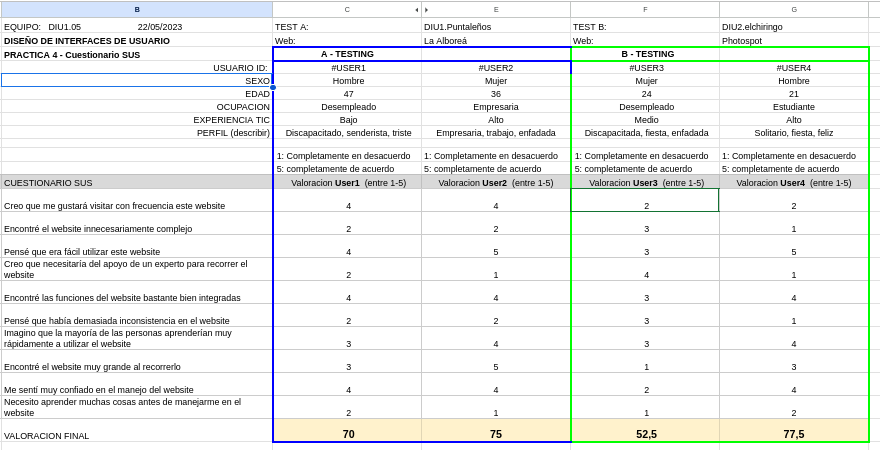 B C E F G
EQUIPO: DIU1.05 22/05/2023 TEST A: DIU1.Puntaleños TEST B: DIU2.elchiringo
DISEÑO DE INTERFACES DE USUARIO Web: La Alboreá Web: Photospot
PRACTICA 4 - Cuestionario SUS A - TESTING B - TESTING
USUARIO ID: #USER1 #USER2 #USER3 #USER4
SEXO Hombre Mujer Mujer Hombre
EDAD 47 36 24 21
OCUPACION Desempleado Empresaria Desempleado Estudiante
EXPERIENCIA TIC Bajo Alto Medio Alto
PERFIL (describir) Discapacitado, senderista, triste Empresaria, trabajo, enfadada Discapacitada, fiesta, enfadada Solitario, fiesta, feliz
1: Completamente en desacuerdo 1: Completamente en desacuerdo 1: Completamente en desacuerdo 1: Completamente en desacuerdo
5: completamente de acuerdo 5: completamente de acuerdo 5: completamente de acuerdo 5: completamente de acuerdo
CUESTIONARIO SUS Valoracion User1 (entre 1-5) Valoracion User2 (entre 1-5) Valoracion User3 (entre 1-5) Valoracion User4 (entre 1-5)
Creo que me gustará visitar con frecuencia este website 4 4 2 2
Encontré el website innecesariamente complejo 2 2 3 1
Pensé que era fácil utilizar este website 4 5 3 5
Creo que necesitaría del apoyo de un experto para recorrer el
website 2 1 4 1
Encontré las funciones del website bastante bien integradas 4 4 3 4
Pensé que había demasiada inconsistencia en el website 2 2 3 1
Imagino que la mayoría de las personas aprenderían muy
rápidamente a utilizar el website 3 4 3 4
Encontré el website muy grande al recorrerlo 3 5 1 3
Me sentí muy confiado en el manejo del website 4 4 2 4
Necesito aprender muchas cosas antes de manejarme en el
website 2 1 1 2
VALORACION FINAL 70 75 52,5 77,5